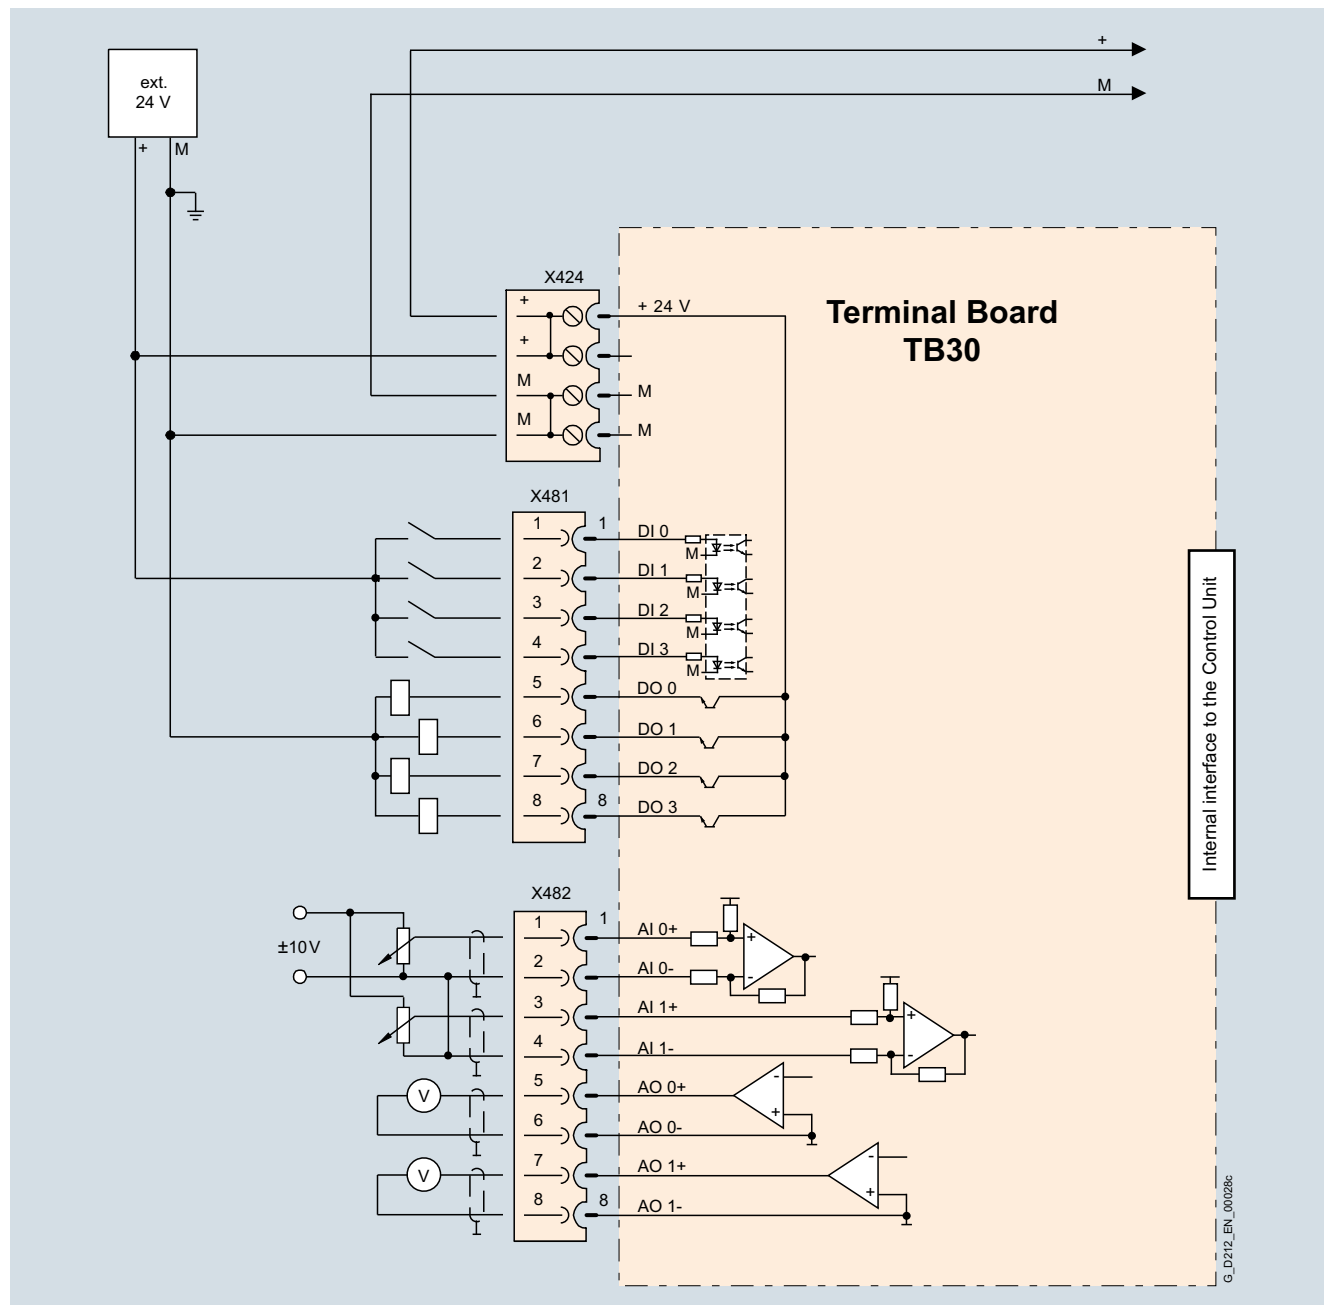 +
M
ext.
24 V
+
M
X424
+
+ 24 V
+
M
M
M
M
Terminal Board
TB30
X481
1
1
DI 0
M
2
DI 1
M
3
DI 2
M
4
DI 3
M
5
DO 0
6
DO 1
7
DO 2
8
8
DO 3
Internal interface to the Control Unit
X482
±10V
1
1
AI 0+
+
2
AI 0-
-
3
AI 1+
+
4
AI 1-
-
V
5
AO 0+
-
+
6
AO 0-
V
7
AO 1+
-
+
8
8
AO 1-
G_D212_EN_00028c